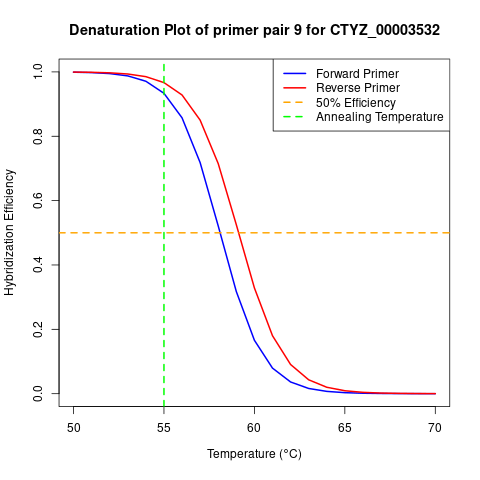 Denaturation Plot of primer pair 9 for CTYZ_00003532
Forward Primer
Reverse Primer
50% Efficiency
Annealing Temperature
Hybridization Efficiency
1.0
0.8
0.6
0.4
0.2
0.0
50
55
60
65
70
Temperature (°C)